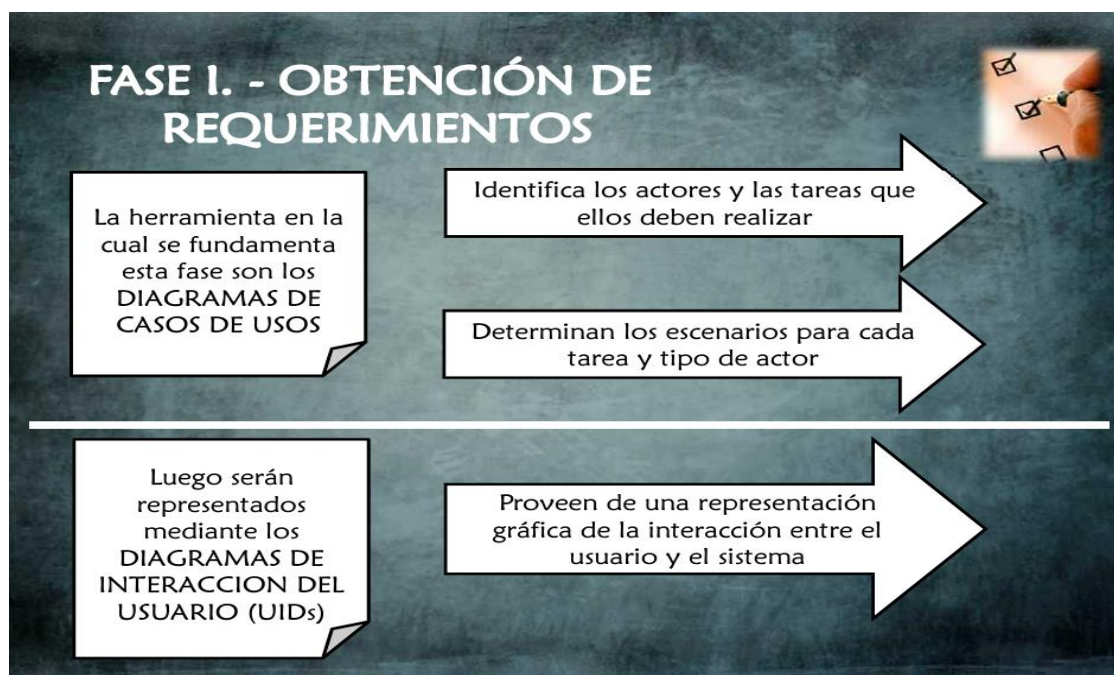 FASE I. - OBTENCIÓN DE
REQUERIMIENTOS
La herramienta en la
cual se fundamenta
esta fase son los
DIAGRAMAS DE
CASOS DE USOS
Identifica los actores y las tareas que
ellos deben realizar
Determinan los escenarios para cada
tarea y tipo de actor
Luego serán
representados
mediante los
DIAGRAMAS DE
INTERACCION DEL
USUARIO (UIDs)
Proveen de una representación
gráfica de la interacción entre el
usuario y el sistema